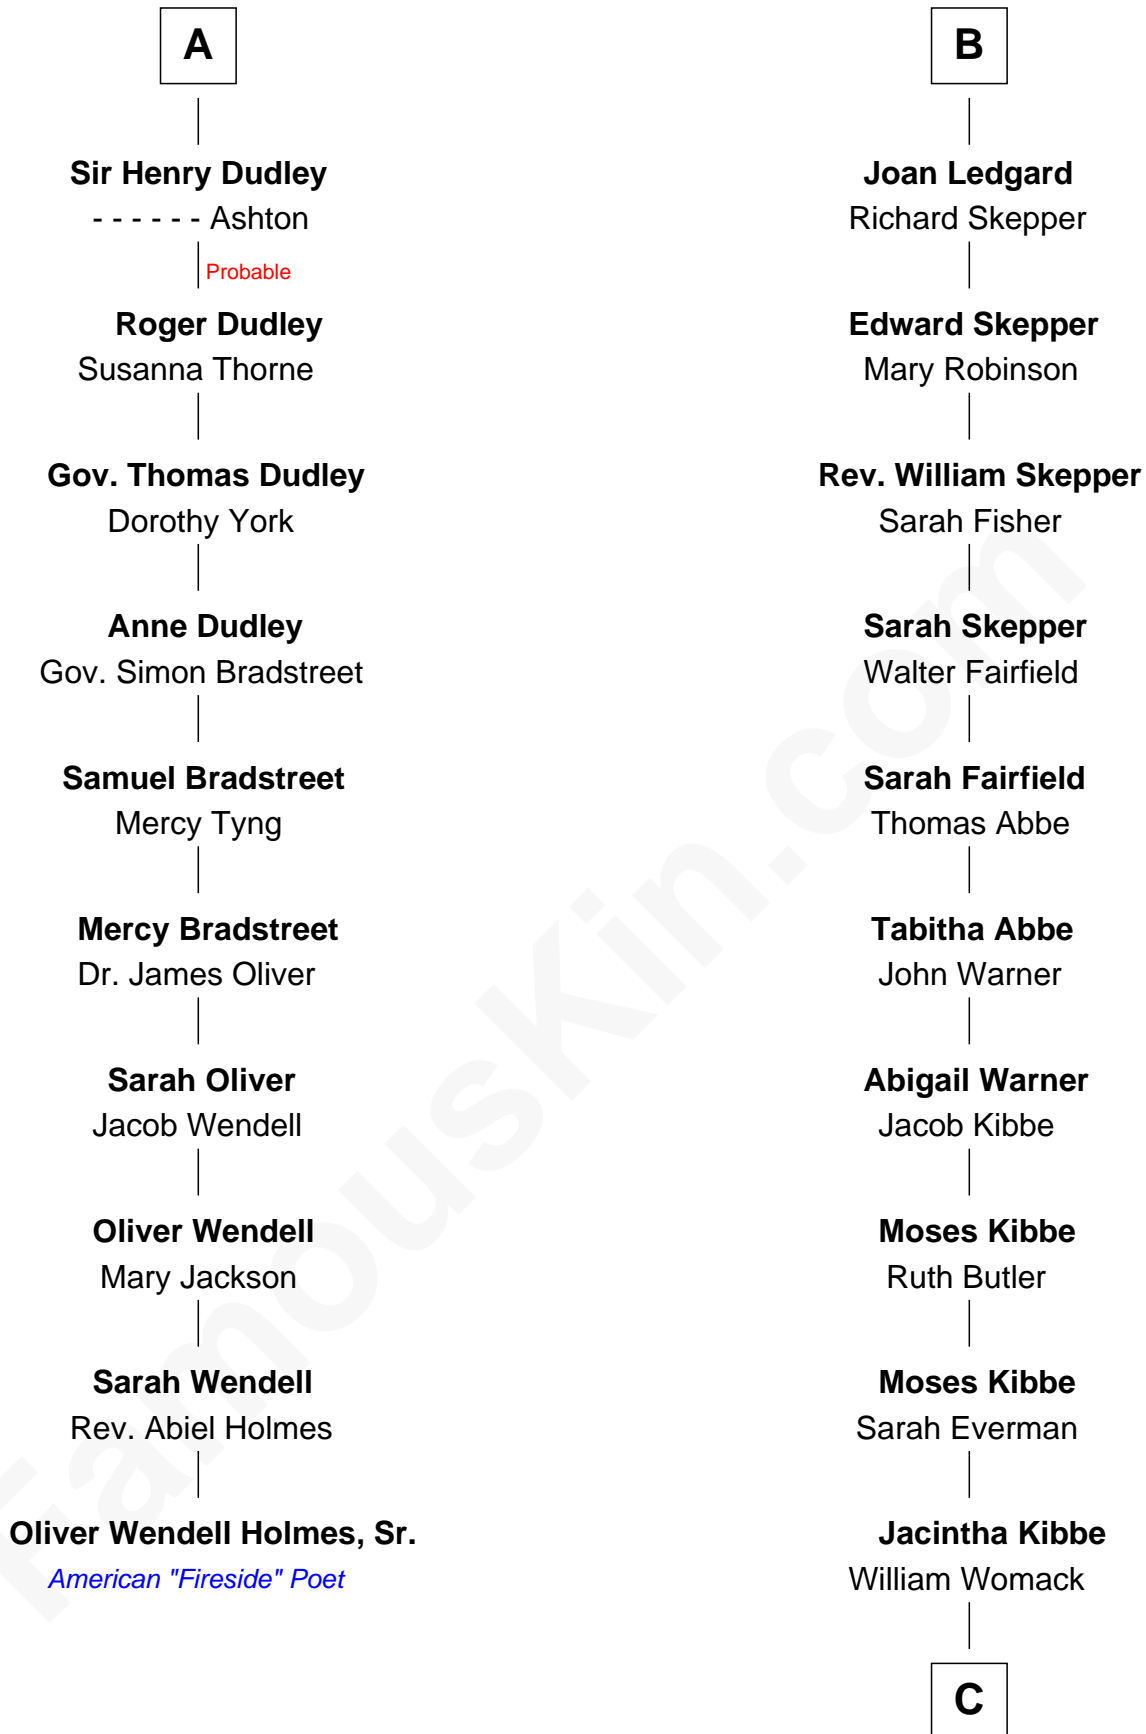 A
Sir Henry Dudley
- - - - - - Ashton
Probable
Roger Dudley
Susanna Thorne
Gov. Thomas Dudley
Dorothy York
Anne Dudley
Gov. Simon Bradstreet
Samuel Bradstreet
Mercy Tyng
Mercy Bradstreet
Dr. James Oliver
Sarah Oliver
Jacob Wendell
Oliver Wendell
Mary Jackson
Sarah Wendell
Rev. Abiel Holmes
Oliver Wendell Holmes, Sr.
American "Fireside" Poet
B
Joan Ledgard
Richard Skepper
Edward Skepper
Mary Robinson
Rev. William Skepper
Sarah Fisher
Sarah Skepper
Walter Fairfield
Sarah Fairfield
Thomas Abbe
Tabitha Abbe
John Warner
Abigail Warner
Jacob Kibbe
Moses Kibbe
Ruth Butler
Moses Kibbe
Sarah Everman
Jacintha Kibbe
William Womack
C
FamousKin.com